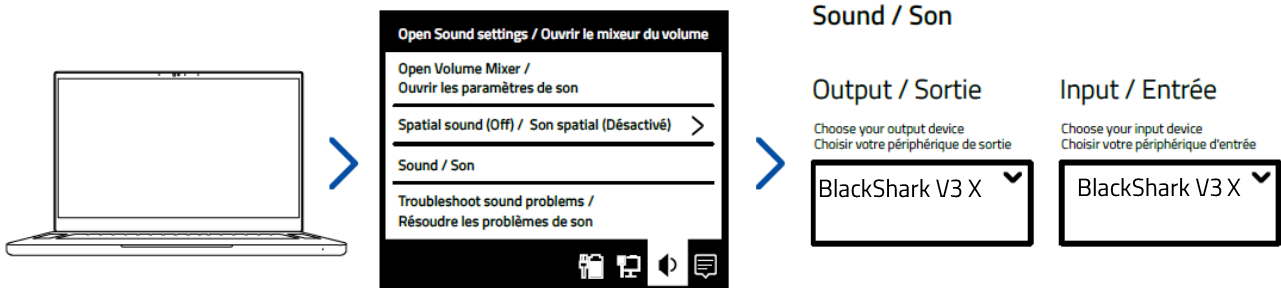 Open Sound settings / Ouvrir le mixeur du volume
Open Volume Mixer /
Ouvrir les paramètres de son
Spatial sound (Off) / Son spatial (Désactivé)
Sound / Son
Troubleshoot sound problems /
Résoudre les problèmes de son
Sound / Son
Output / Sortie
Choose your output device
Choisir votre périphérique de sortie
BlackShark V3 X
Input / Entrée
Choose your input device
Choisir votre périphérique d'entrée
BlackShark V3 X